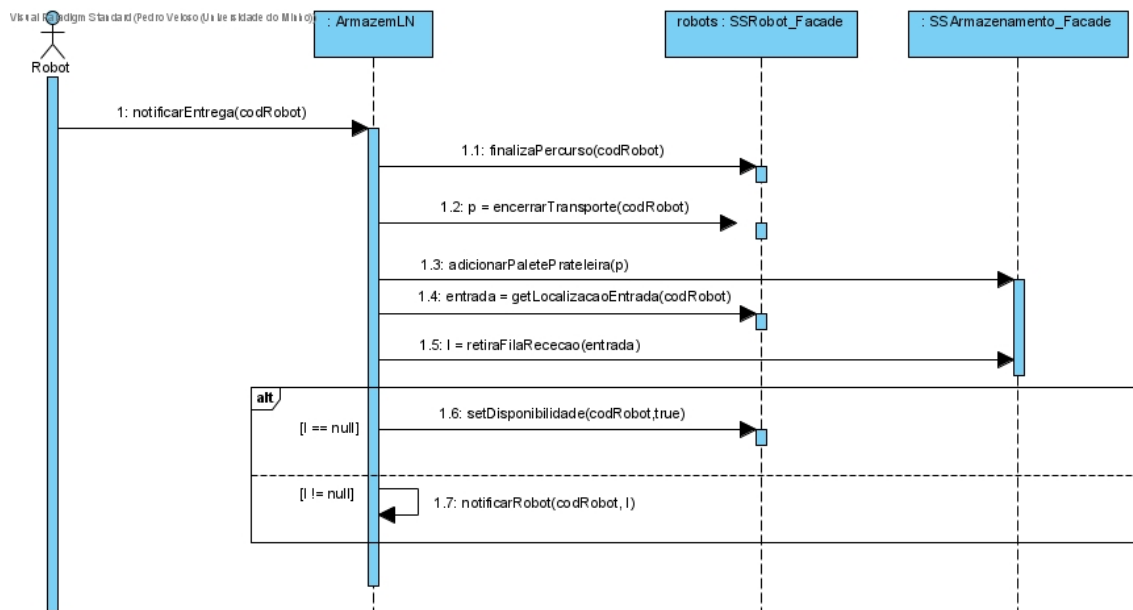 Visual Paradigm Standard (Pedro Veloso (Universidade do Minho))
Robot
: ArmazemLN
robots : SSRobot_Facade
: SSArmazenamento_Facade
1: notificarEntrega(codRobot)
1.1: finalizaPercurso(codRobot)
1.2: p = encerrarTransporte(codRobot)
1.3: adicionarPaletePrateleira(p)
1.4: entrada = getLocalizacaoEntrada(codRobot)
1.5: l = retiraFilaRececao(entrada)
alt
1.6: setDisponibilidade(codRobot,true)
[l == null]
[l != null]
1.7: notificarRobot(codRobot, l)